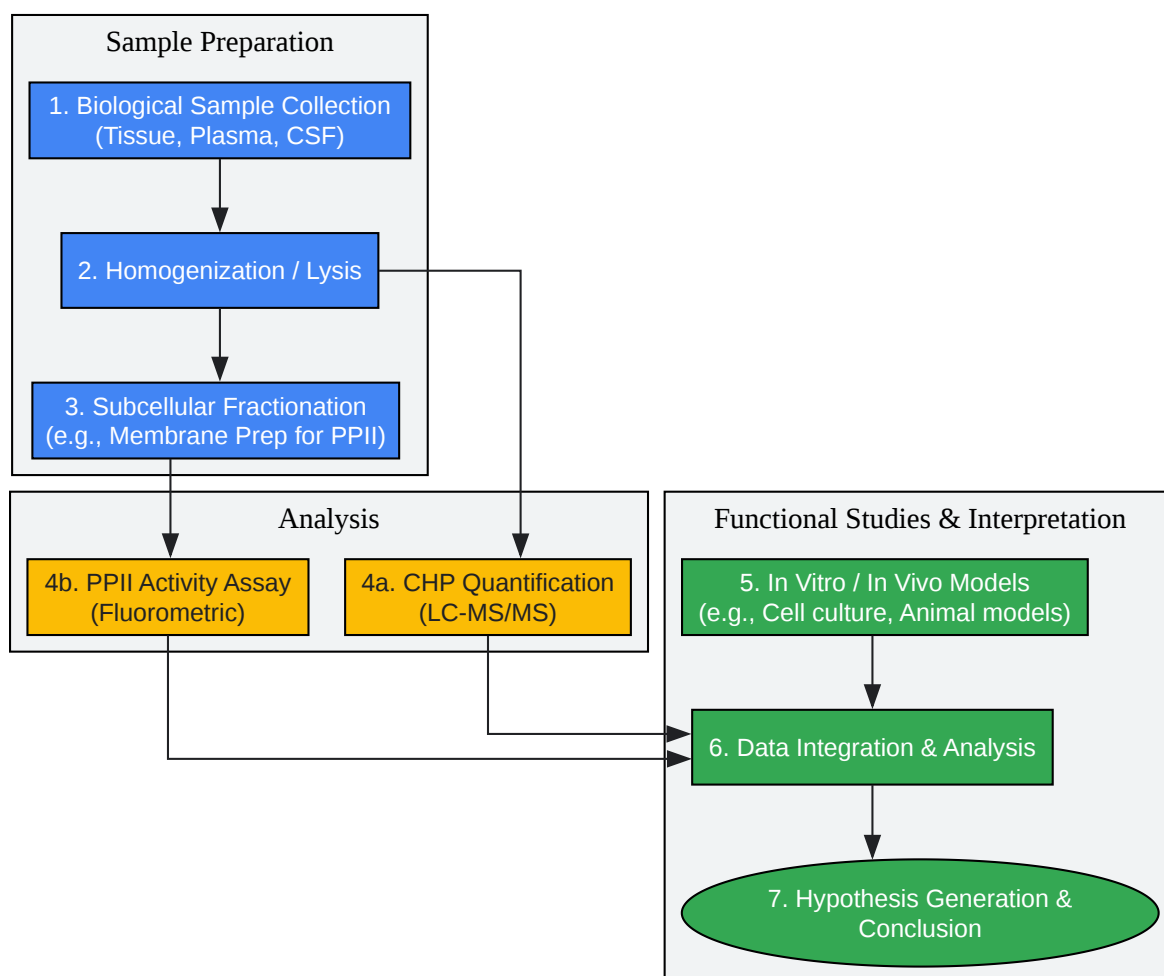 Sample Preparation
1. Biological Sample Collection
(Tissue, Plasma, CSF)
2. Homogenization / Lysis
3. Subcellular Fractionation
(e.g., Membrane Prep for PPII)
Analysis
4b. PPII Activity Assay
(Fluorometric)
4a. CHP Quantification
(LC-MS/MS)
Functional Studies & Interpretation
5. In Vitro / In Vivo Models
(e.g., Cell culture, Animal models)
6. Data Integration & Analysis
7. Hypothesis Generation &
Conclusion